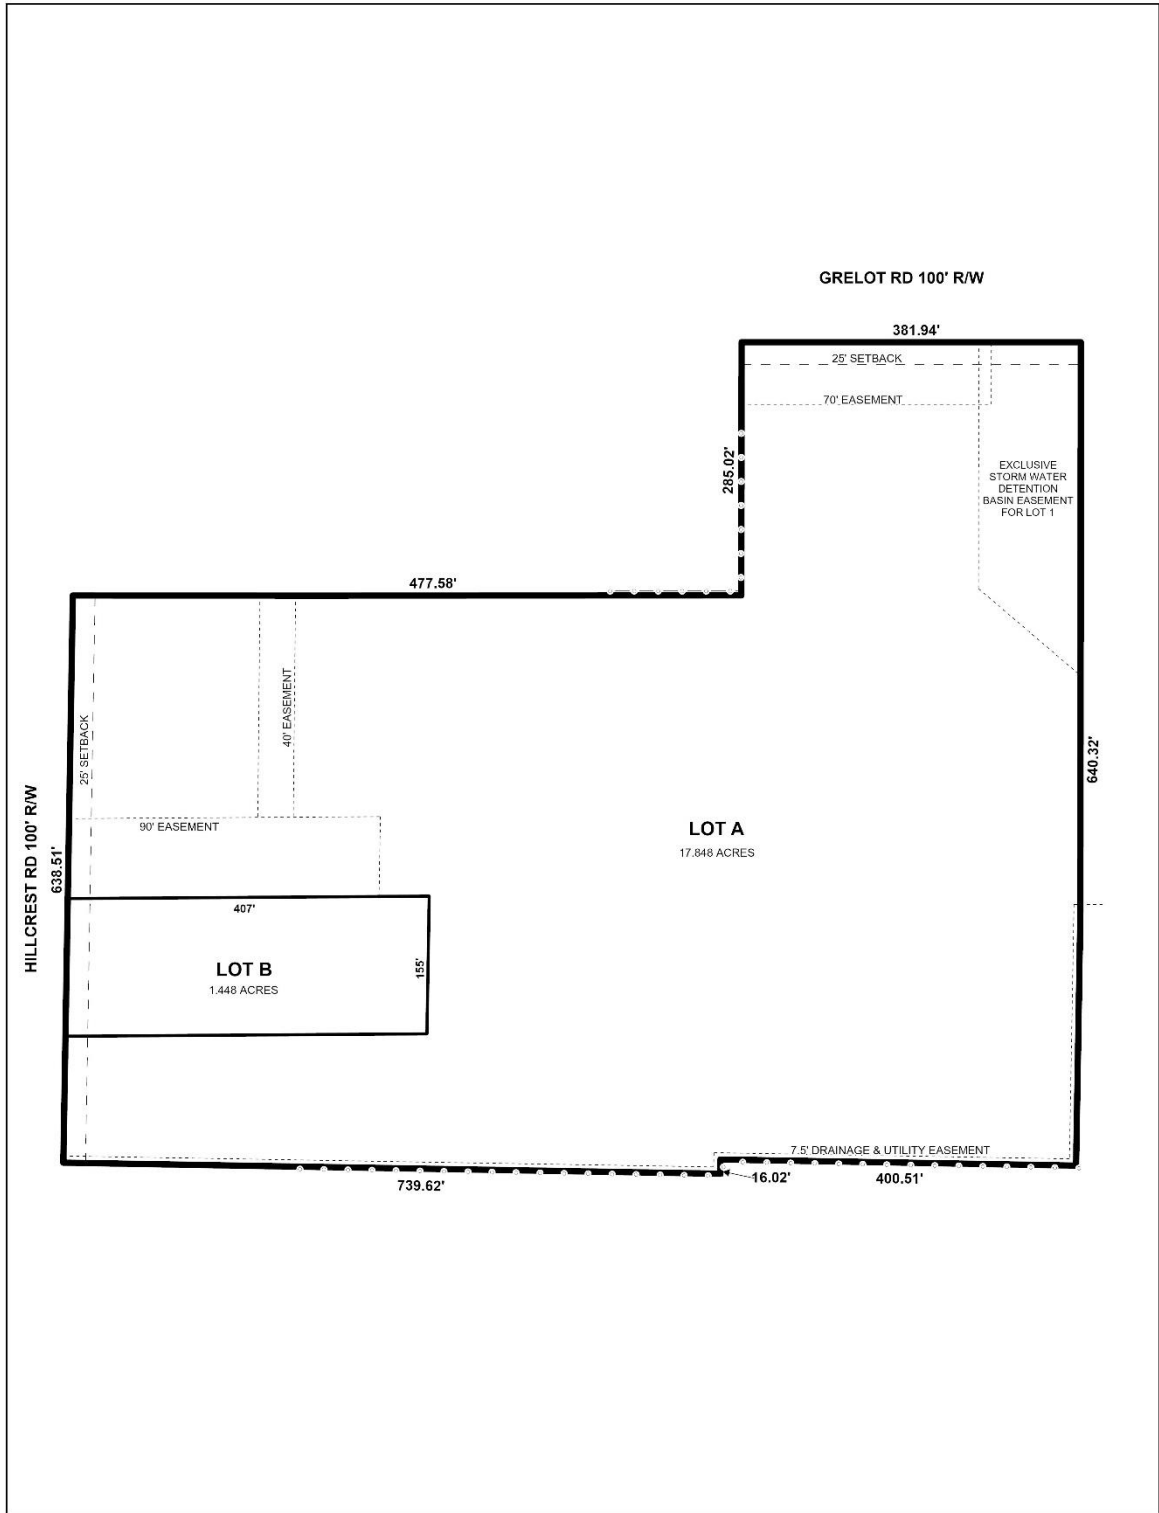 GRELOT RD 100' R/W
381.94'
25' SETBACK
70' EASEMENT
285.02'
EXCLUSIVE
STORM WATER
DETENTION
BASIN EASEMENT
FOR LOT 1
477.58'
40' EASEMENT
25' SETBACK
640.32'
HILLCREST RD 100' R/W
638.51'
90' EASEMENT
LOT A
17.848 ACRES
407'
LOT B
1.448 ACRES
155'
7.5' DRAINAGE & UTILITY EASEMENT
739.62'
16.02'
400.51'